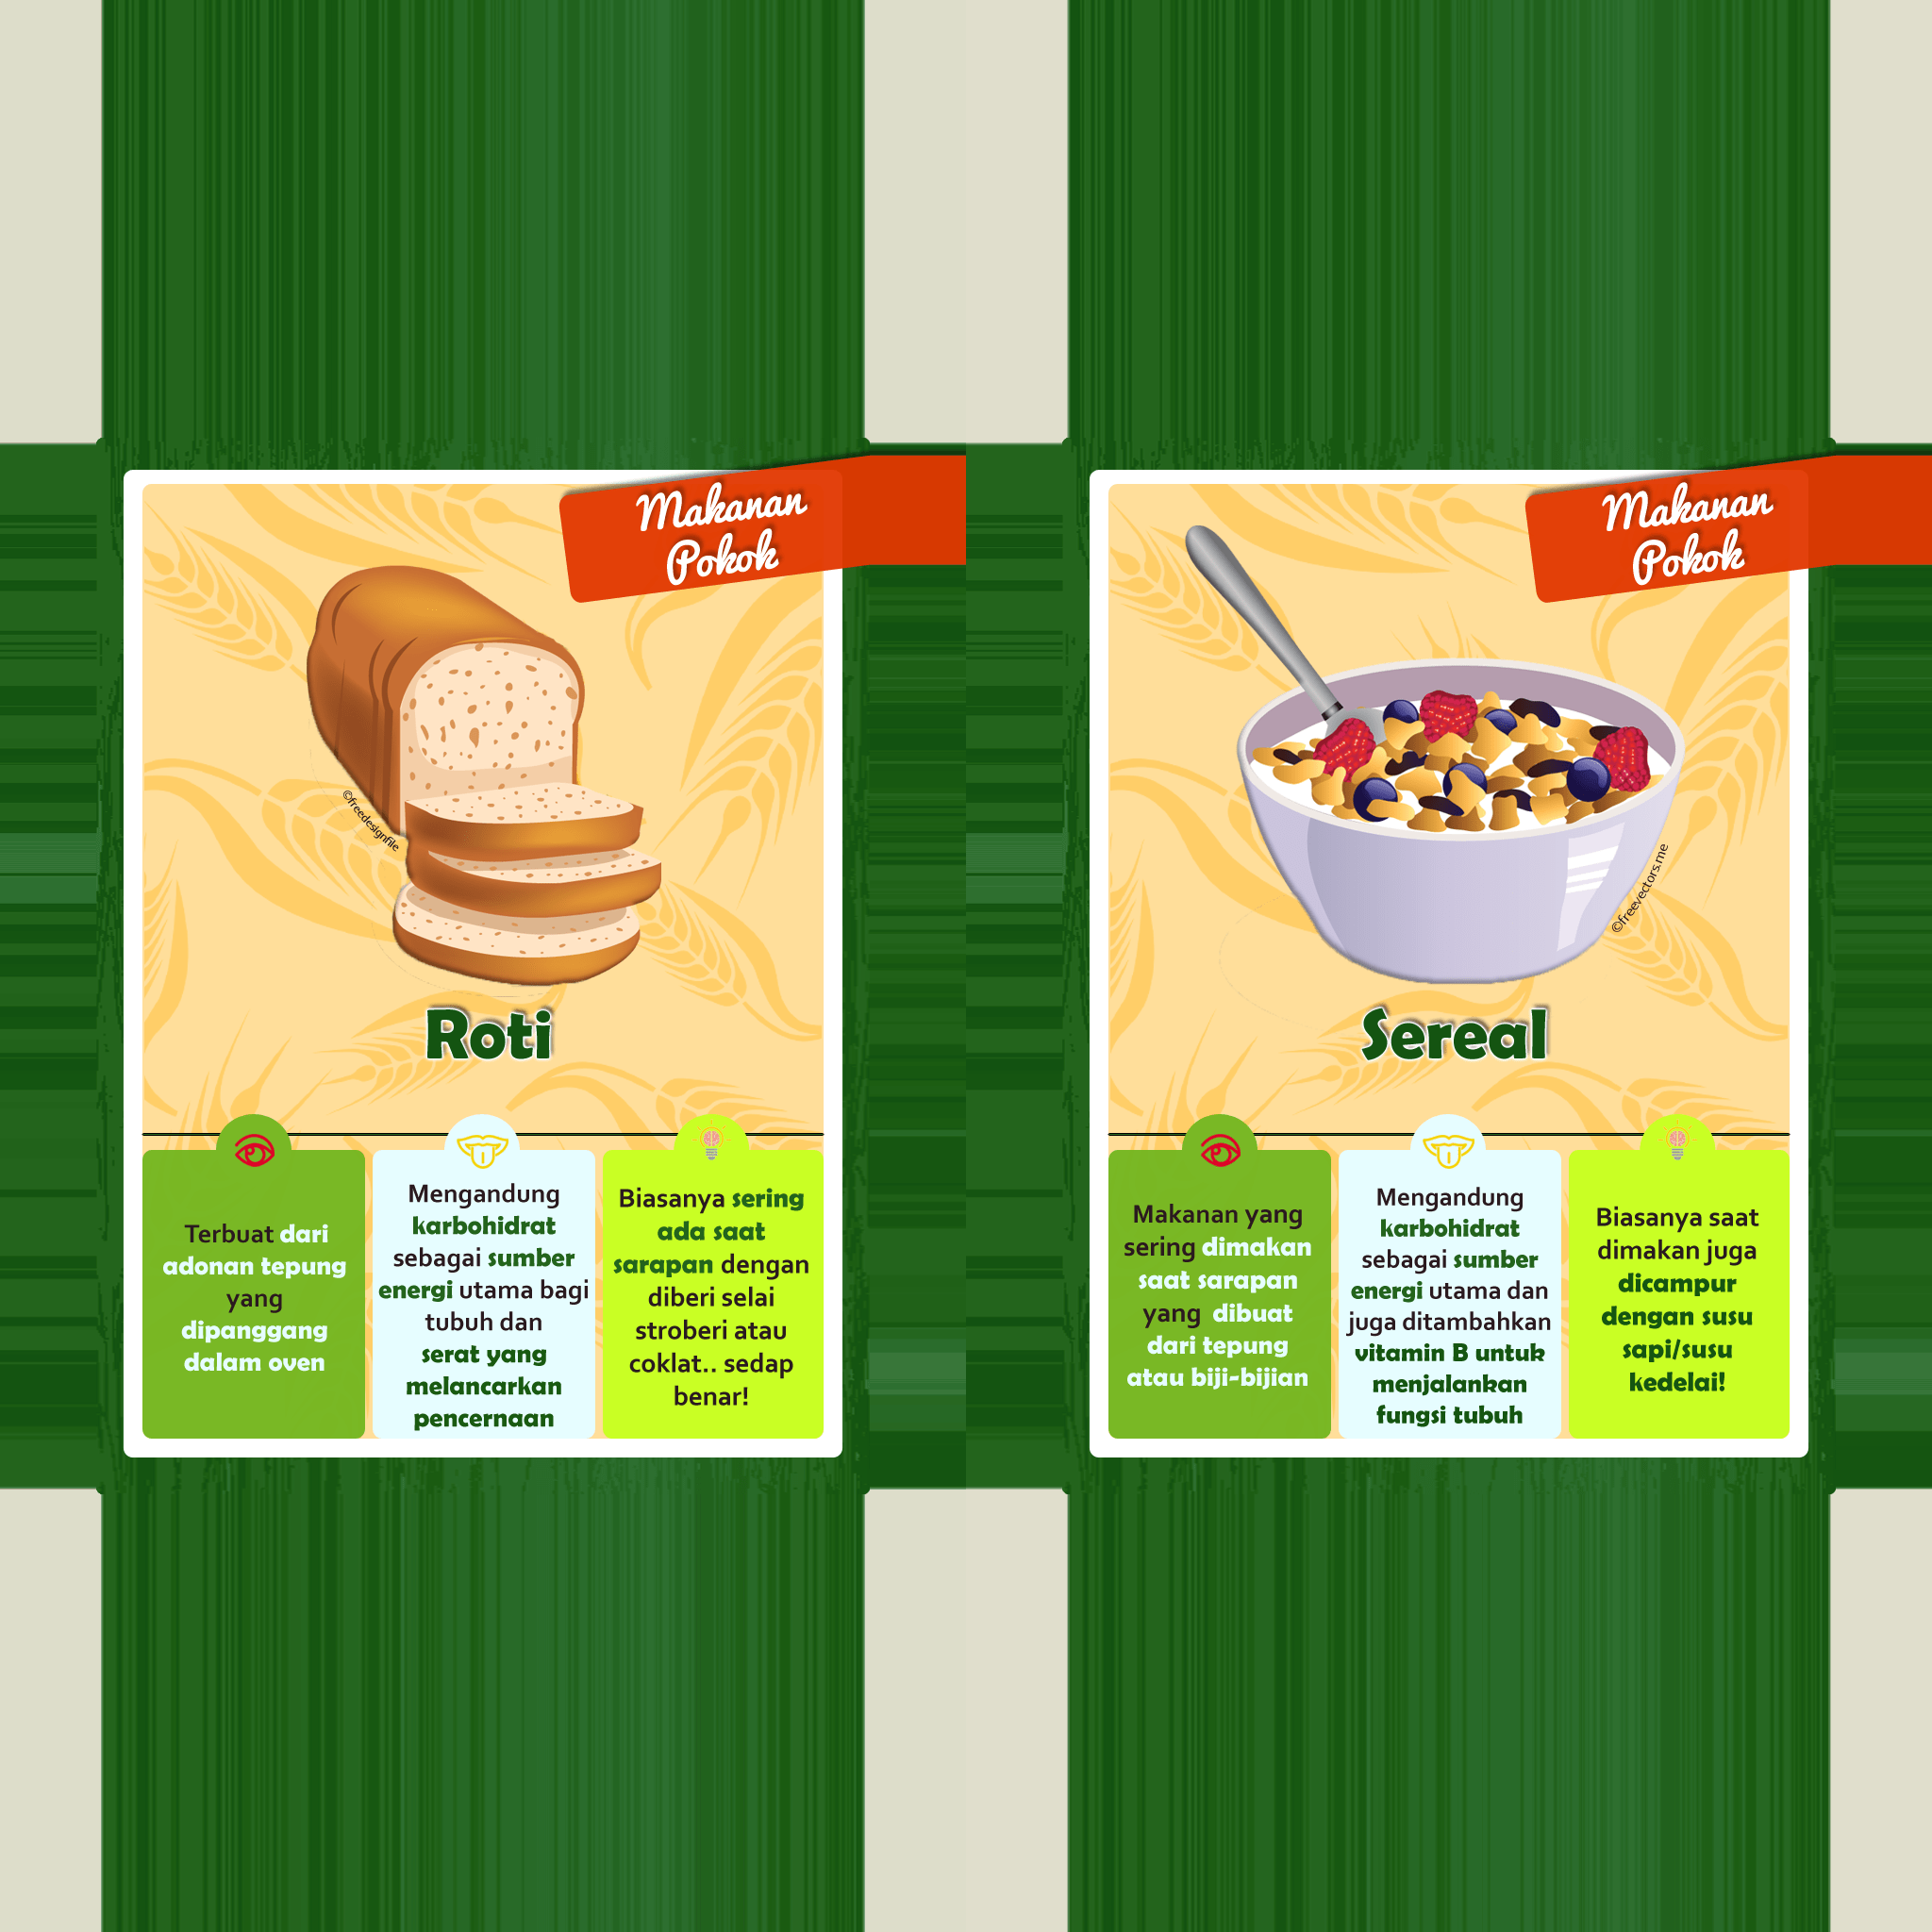 Makanan
Pokok
©freedesignfile
Roti
Terbuat dari
adonan tepung
yang
dipanggang
dalam oven
Mengandung
karbohidrat
sebagai sumber
energi utama bagi
tubuh dan
serat yang
melancarkan
pencernaan
Biasanya sering
ada saat
sarapan dengan
diberi selai
stroberi atau
coklat.. sedap
benar!
Makanan
Pokok
©freevectors.me
Sereal
Makanan yang
sering dimakan
saat sarapan
yang dibuat
dari tepung
atau biji-bijian
Mengandung
karbohidrat
sebagai sumber
energi utama dan
juga ditambahkan
vitamin B untuk
menjalankan
fungsi tubuh
Biasanya saat
dimakan juga
dicampur
dengan susu
sapi/susu
kedelai!